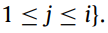 1 ≤ j ≤ i}.